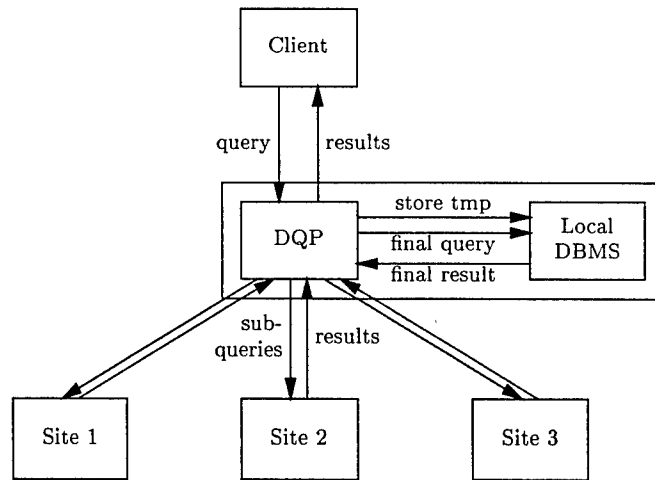 Client
query
results
store tmp
DQP
final query
final result
Local
DBMS
sub-
queries
results
Site 1
Site 2
Site 3